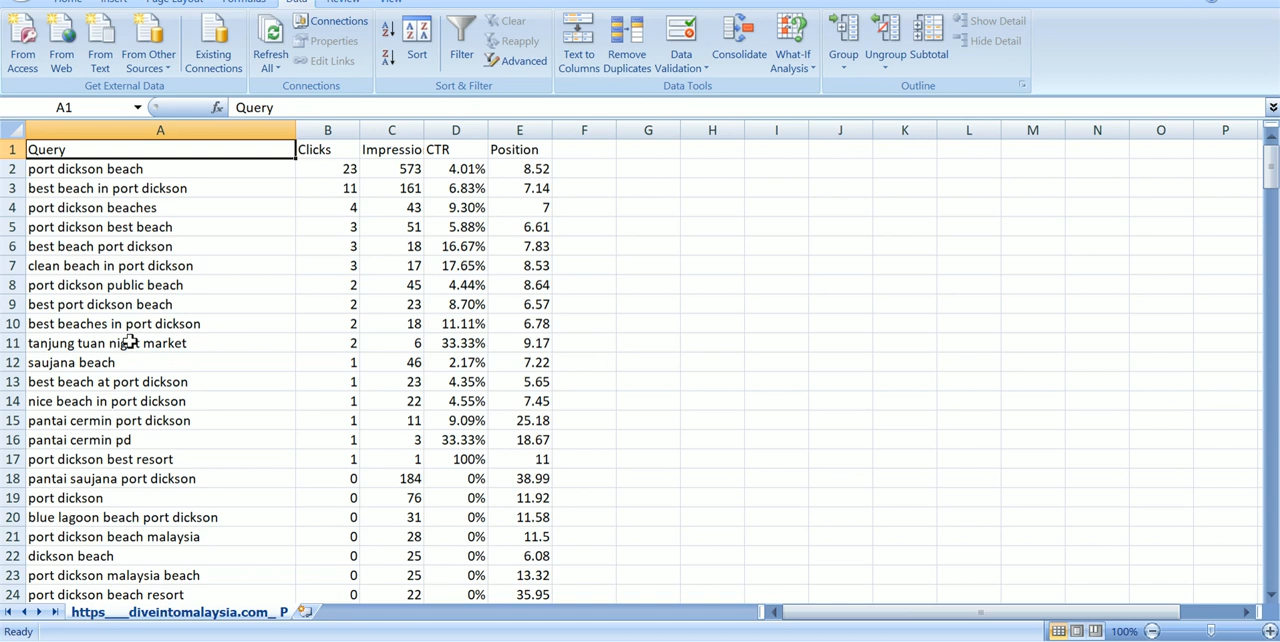 Home Insert Page Layout Formulas Data Review View
Connections Clear Show Detail
Properties Reapply Hide Detail
Edit Links Advanced
From Access From Web From Text From Other Sources Existing Connections Refresh All Sort Filter Text to Columns Remove Duplicates Data Validation Consolidate What-If Analysis Group Ungroup Subtotal
Get External Data Connections Sort & Filter Data Tools Outline
A1 fx Query
A B C D E F G H I J K L M N O P
1 Query Clicks Impressio CTR Position
2 port dickson beach 23 573 4.01% 8.52
3 best beach in port dickson 11 161 6.83% 7.14
4 port dickson beaches 4 43 9.30% 7
5 port dickson best beach 3 51 5.88% 6.61
6 best beach port dickson 3 18 16.67% 7.83
7 clean beach in port dickson 3 17 17.65% 8.53
8 port dickson public beach 2 45 4.44% 8.64
9 best port dickson beach 2 23 8.70% 6.57
10 best beaches in port dickson 2 18 11.11% 6.78
11 tanjung tuan night market 2 6 33.33% 9.17
12 saujana beach 1 46 2.17% 7.22
13 best beach at port dickson 1 23 4.35% 5.65
14 nice beach in port dickson 1 22 4.55% 7.45
15 pantai cermin port dickson 1 11 9.09% 25.18
16 pantai cermin pd 1 3 33.33% 18.67
17 port dickson best resort 1 1 100% 11
18 pantai saujana port dickson 0 184 0% 38.99
19 port dickson 0 76 0% 11.92
20 blue lagoon beach port dickson 0 31 0% 11.58
21 port dickson beach malaysia 0 28 0% 11.5
22 dickson beach 0 25 0% 6.08
23 port dickson malaysia beach 0 25 0% 13.32
24 port dickson beach resort 0 22 0% 35.95
https____diveintomalaysia.com_ P
Ready 100%